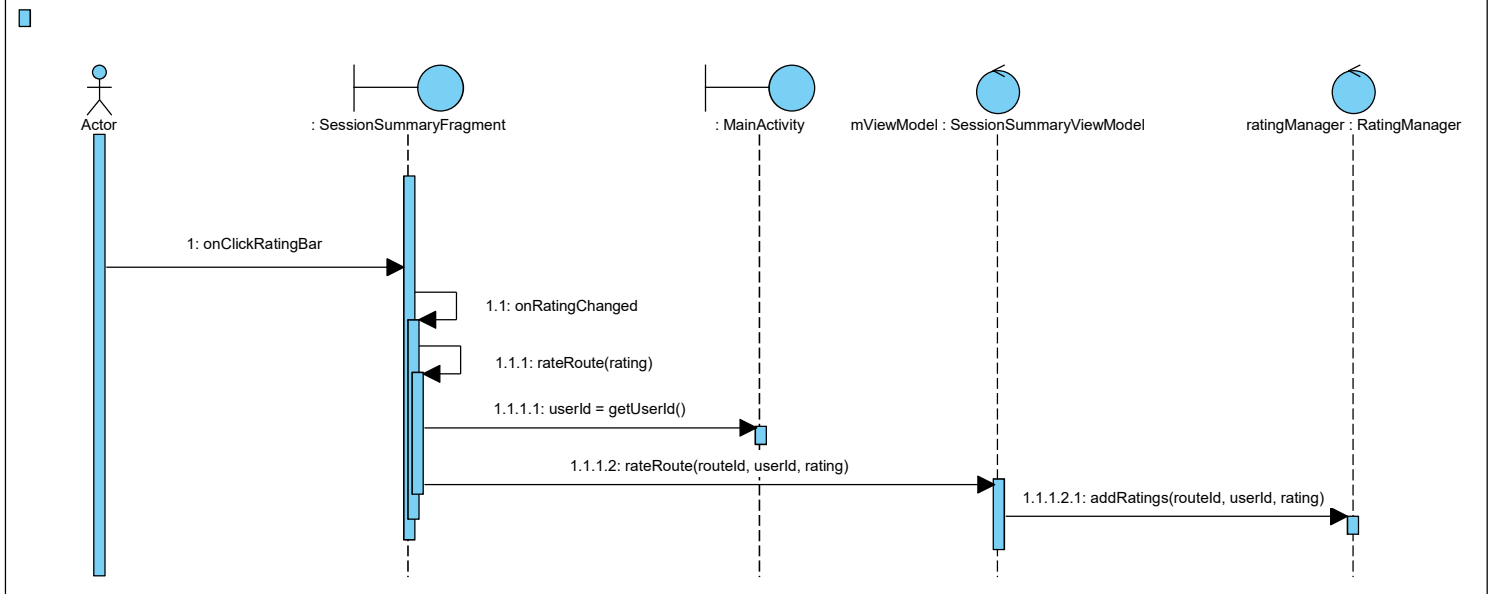 Actor
: SessionSummaryFragment
: MainActivity
mViewModel : SessionSummaryViewModel
ratingManager : RatingManager
1: onClickRatingBar
1.1: onRatingChanged
1.1.1: rateRoute(rating)
1.1.1.1: userId = getUserId()
1.1.1.2: rateRoute(routeId, userId, rating)
1.1.1.2.1: addRatings(routeId, userId, rating)